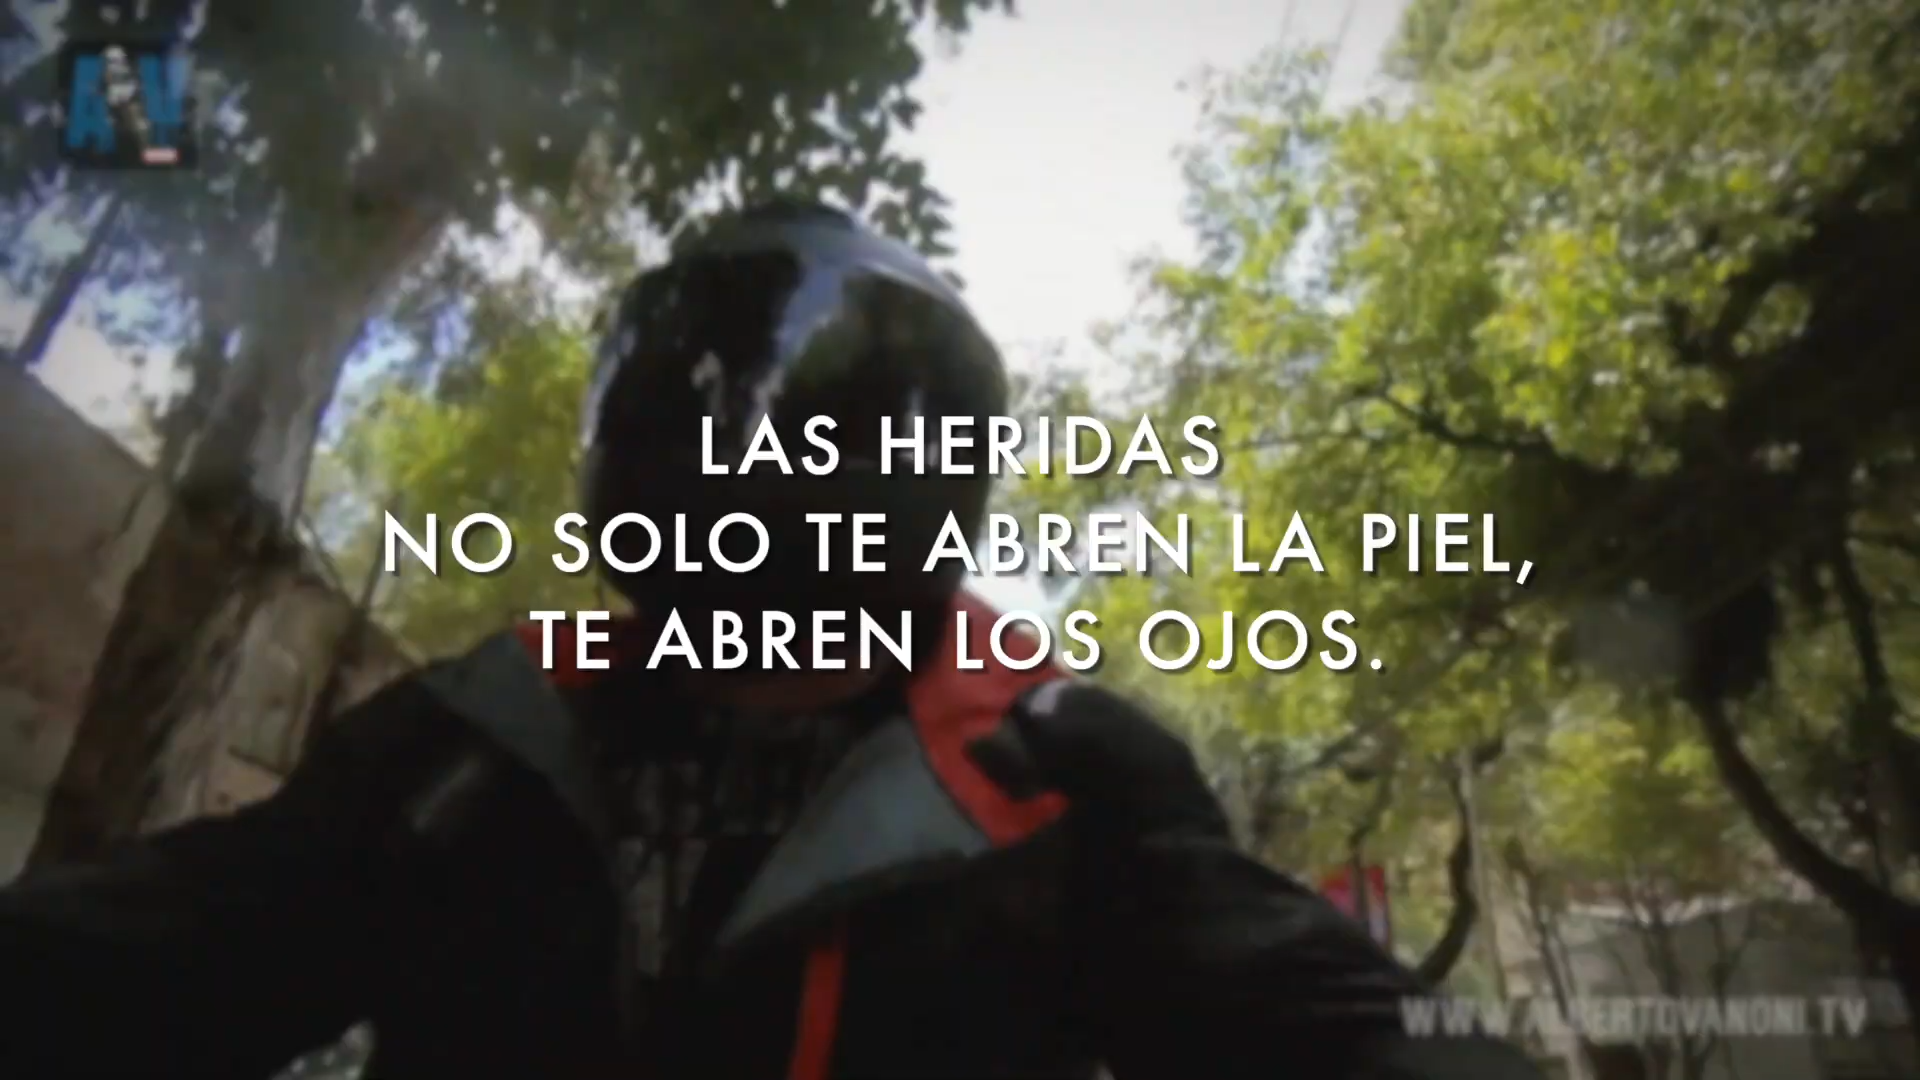 AV
LAS HERIDAS
NO SOLO TE ABREN LA PIEL,
TE ABREN LOS OJOS.
WWW.ALBERTOVANONI.TV